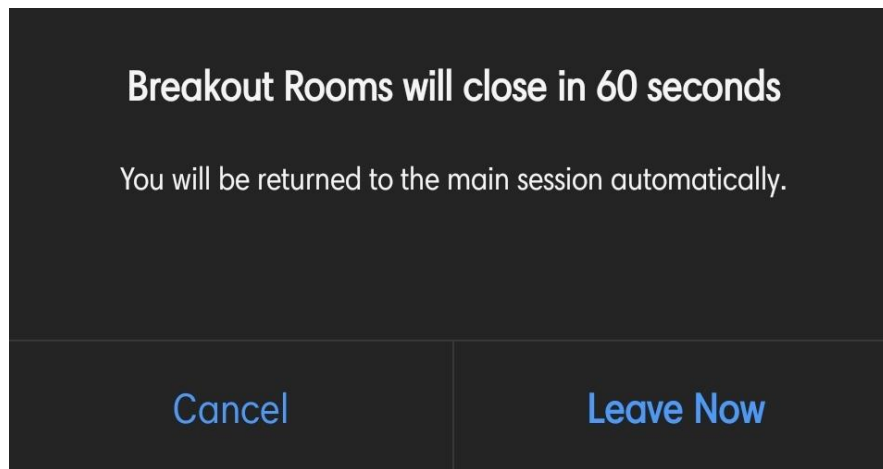 Breakout Rooms will close in 60 seconds
You will be returned to the main session automatically.
Cancel
Leave Now